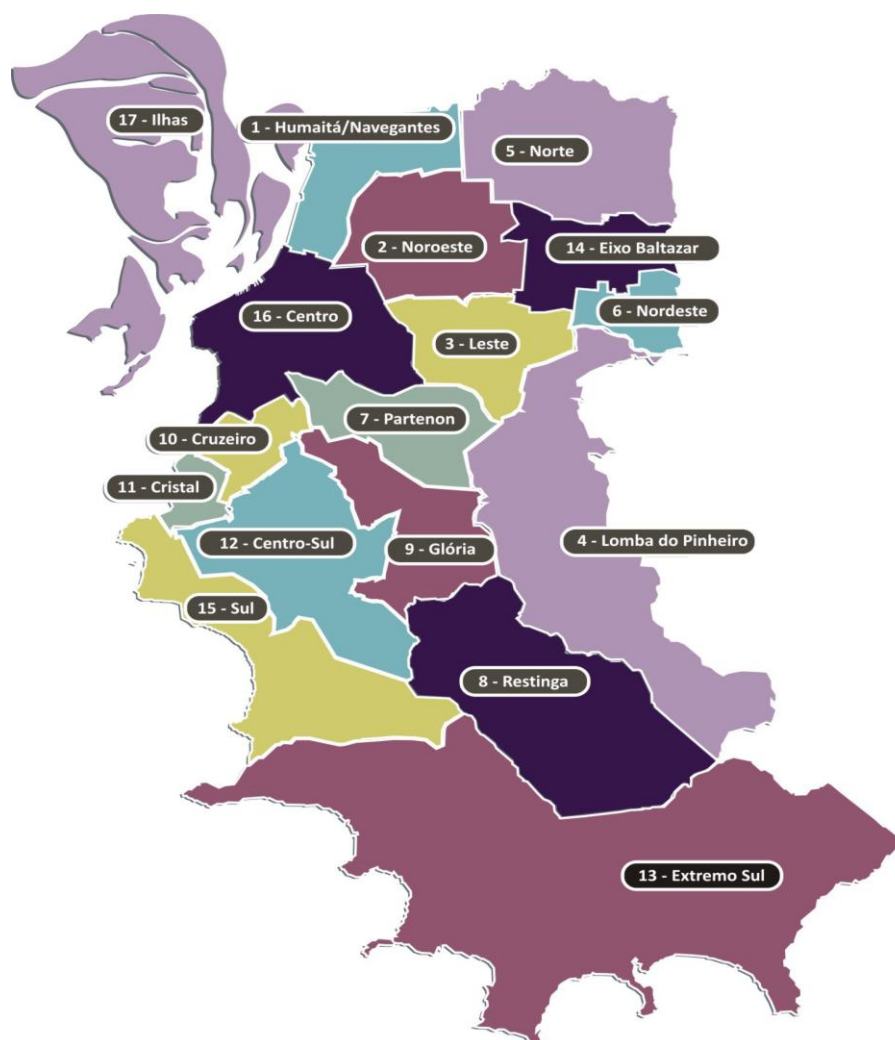 17 - Ilhas
1 - Humaitá/Navegantes
5 - Norte
2 - Noroeste
14 - Eixo Baltazar
16 - Centro
6 - Nordeste
3 - Leste
7 - Partenon
10 - Cruzeiro
11 - Cristal
12 - Centro-Sul
9 - Glória
4 - Lomba do Pinheiro
15 - Sul
8 - Restinga
13 - Extremo Sul